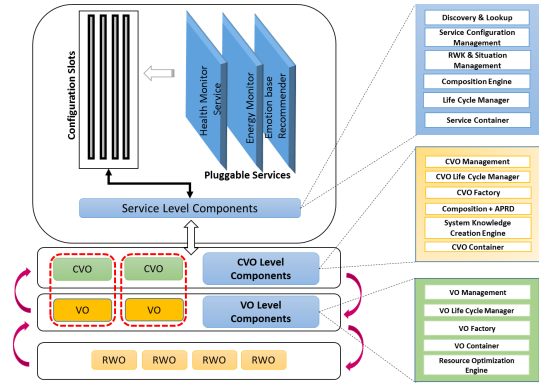 Configuration Slots
Health Monitor
Service
Energy Monitor
Emotion base
Recommender
Pluggable Services
Service Level Components
CVO
CVO
CVO Level
Components
VO
VO
VO Level
Components
RWO
RWO
RWO
RWO
Discovery & Lookup
Service Configuration
Management
RWK & Situation
Management
Composition Engine
Life Cycle Manager
Service Container
CVO Management
CVO Life Cycle Manager
CVO Factory
Composition + APRD
System Knowledge
Creation Engine
CVO Container
VO Management
VO Life Cycle Manager
VO Factory
VO Container
Resource Optimization
Engine